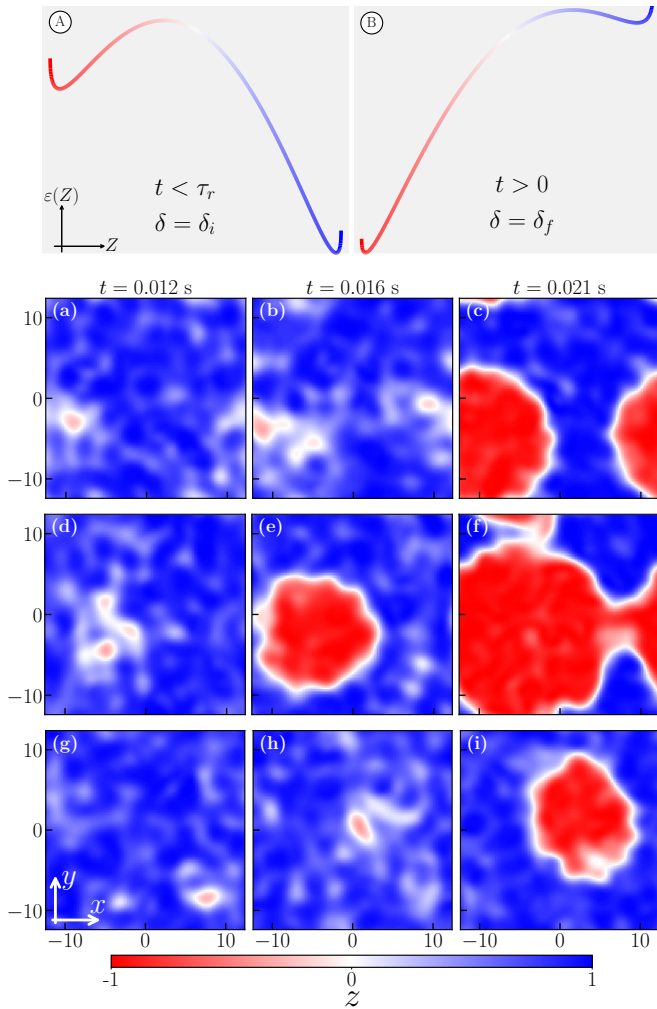 A B
ε(Z)
Z
t < τ_r
δ = δ_i
t > 0
δ = δ_f
t = 0.012 s t = 0.016 s t = 0.021 s
(a) (b) (c)
10
0
−10
(d) (e) (f)
10
0
−10
(g) (h) (i)
10
0
−10
y
x
−10 0 10 −10 0 10 −10 0 10
-1 0 1
z